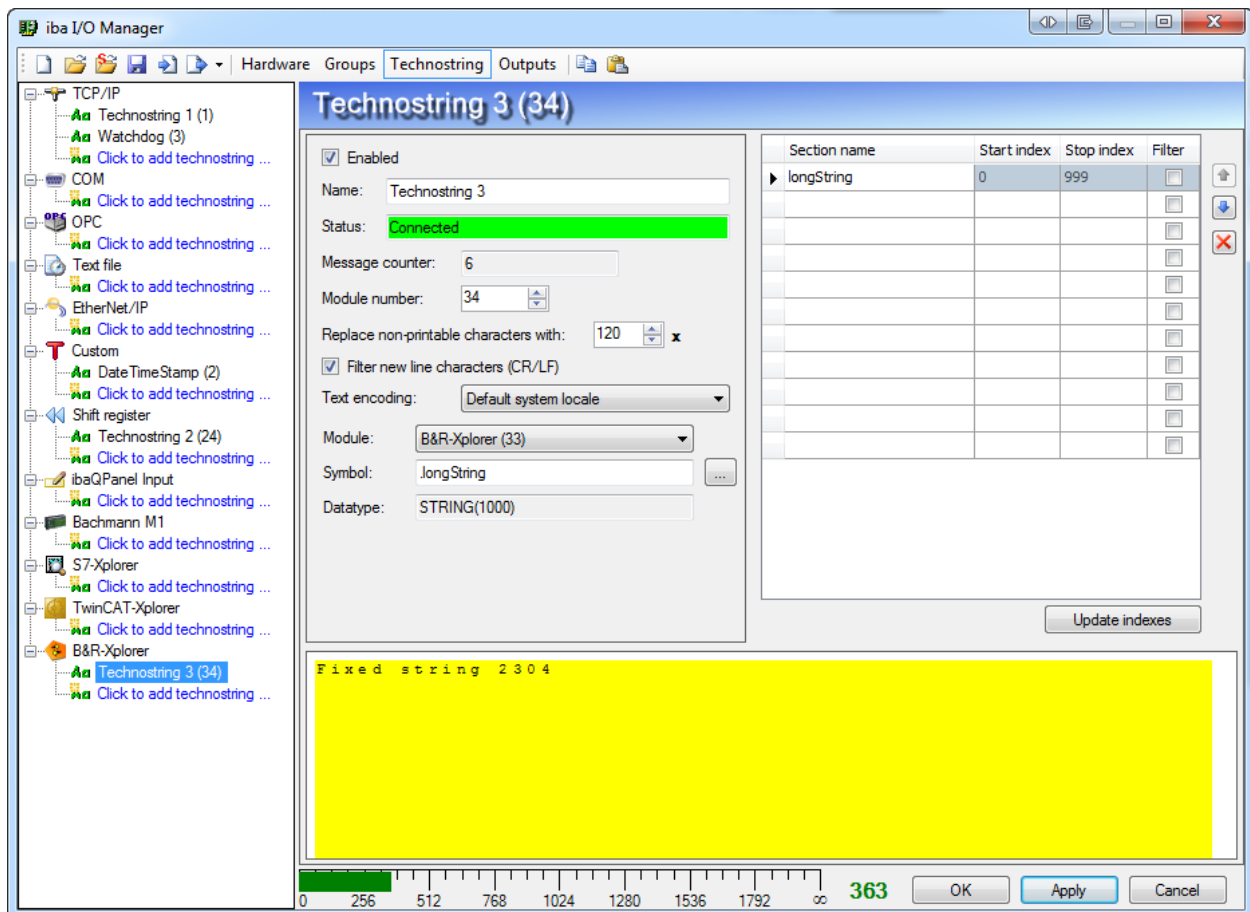 iba I/O Manager
Hardware Groups Technostring Outputs
TCP/IP
Technostring 1 (1)
Watchdog (3)
Click to add technostring ...
COM
Click to add technostring ...
OPC
Click to add technostring ...
Text file
Click to add technostring ...
EtherNet/IP
Click to add technostring ...
Custom
DateTimeStamp (2)
Click to add technostring ...
Shift register
Technostring 2 (24)
Click to add technostring ...
ibaQPanel Input
Click to add technostring ...
Bachmann M1
Click to add technostring ...
S7-Xplorer
Click to add technostring ...
TwinCAT-Xplorer
Click to add technostring ...
B&R-Xplorer
Technostring 3 (34)
Click to add technostring ...
Technostring 3 (34)
Enabled
Name: Technostring 3
Status: Connected
Message counter: 6
Module number: 34
Replace non-printable characters with: 120 x
Filter new line characters (CR/LF)
Text encoding: Default system locale
Module: B&R-Xplorer (33)
Symbol: .longString ...
Datatype: STRING(1000)
Section name Start index Stop index Filter
longString 0 999
Update indexes
Fixed string 2304
0 256 512 768 1024 1280 1536 1792 ∞ 363 OK Apply Cancel